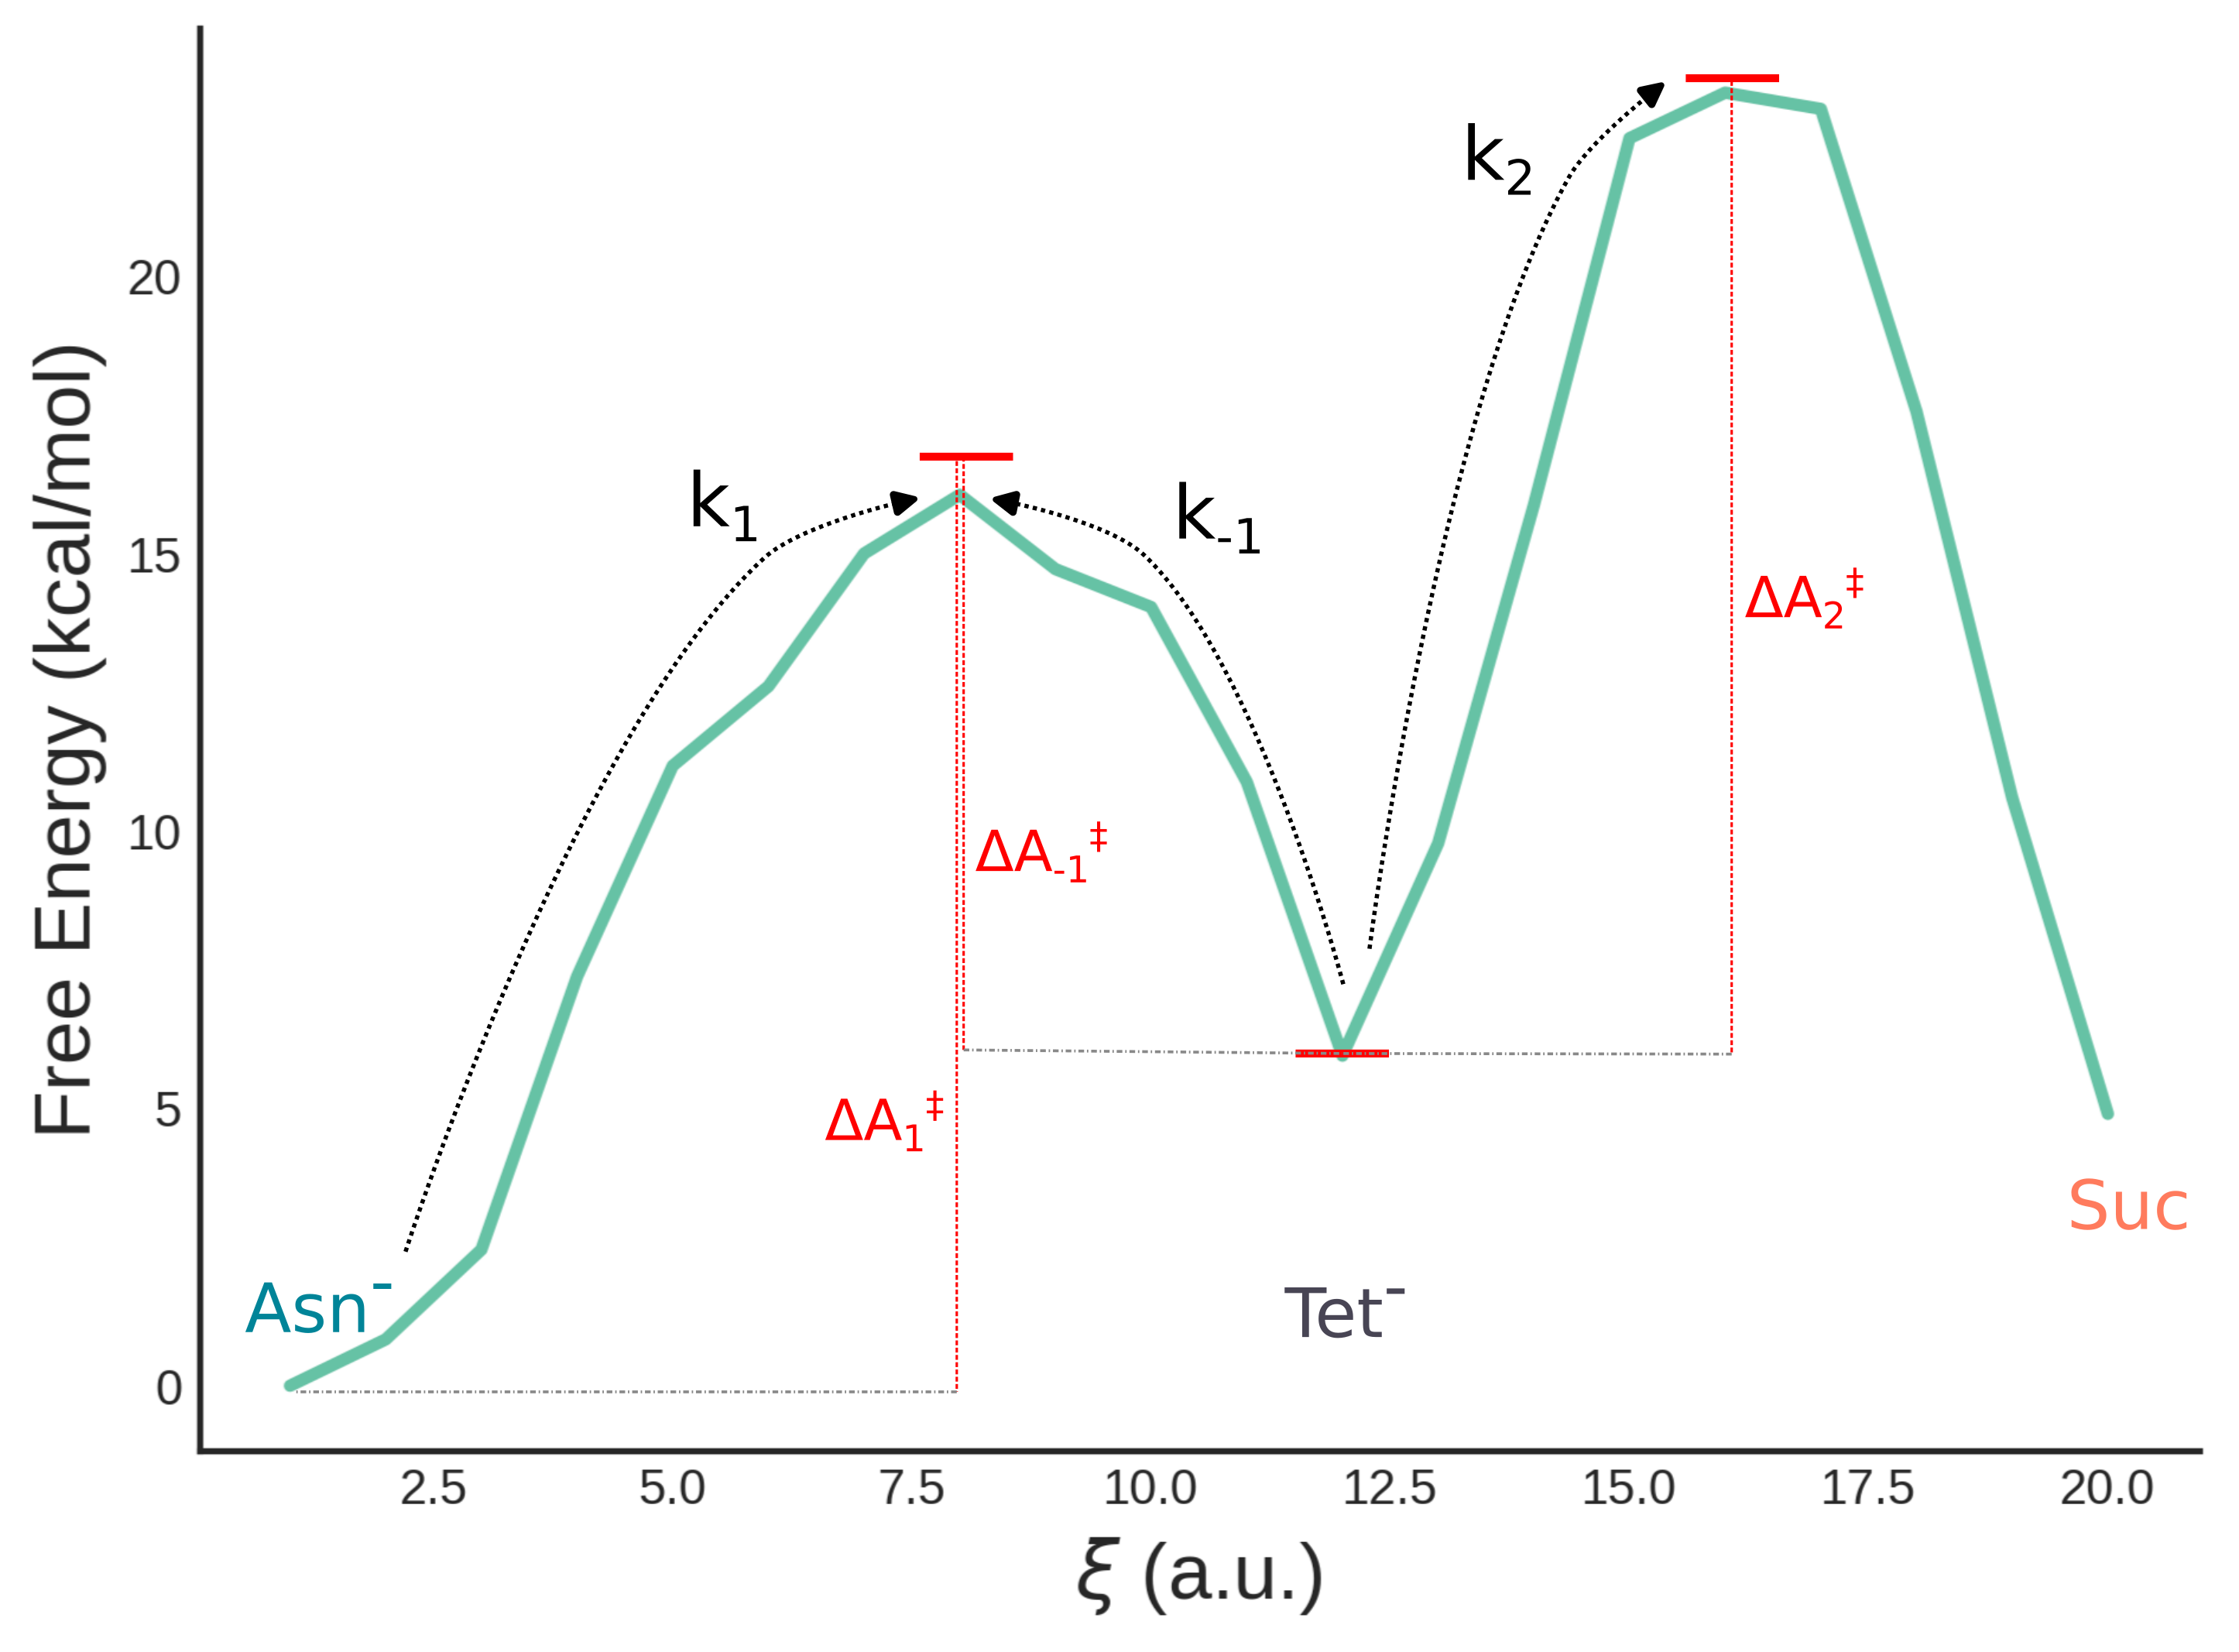 Free Energy (kcal/mol)
20
15
10
5
0
k₂
k₁
k₋₁
ΔA₂‡
ΔA₋₁‡
ΔA₁‡
Suc
Asn⁻
Tet⁻
2.5 5.0 7.5 10.0 12.5 15.0 17.5 20.0
ξ (a.u.)